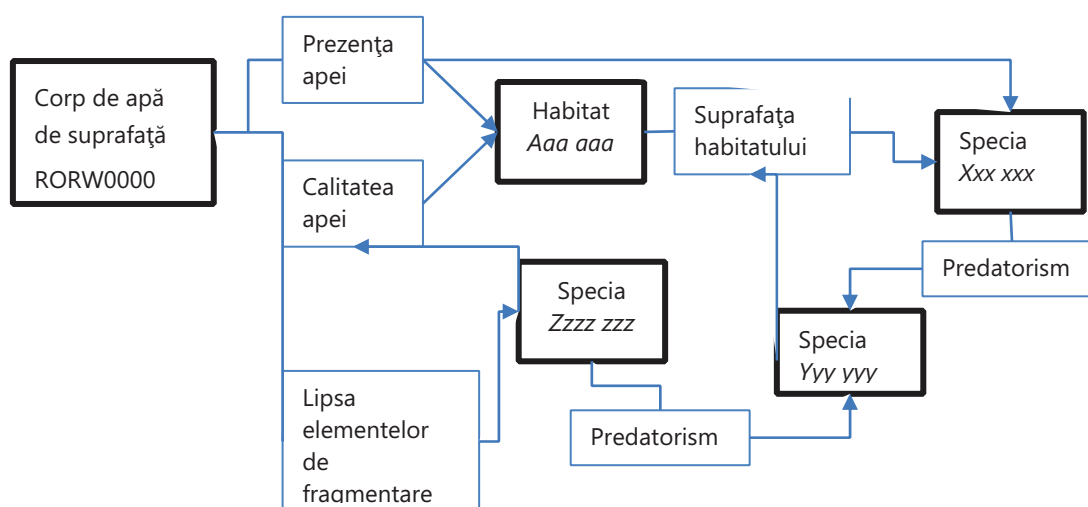 Corp de apă
de suprafaţă
RORW0000
Prezenţa
apei
Calitatea
apei
Lipsa
elementelor
de
fragmentare
Habitat
Aaa aaa
Suprafaţa
habitatului
Specia
Xxx xxx
Predatorism
Specia
Zzzz zzz
Predatorism
Specia
Yyy yyy